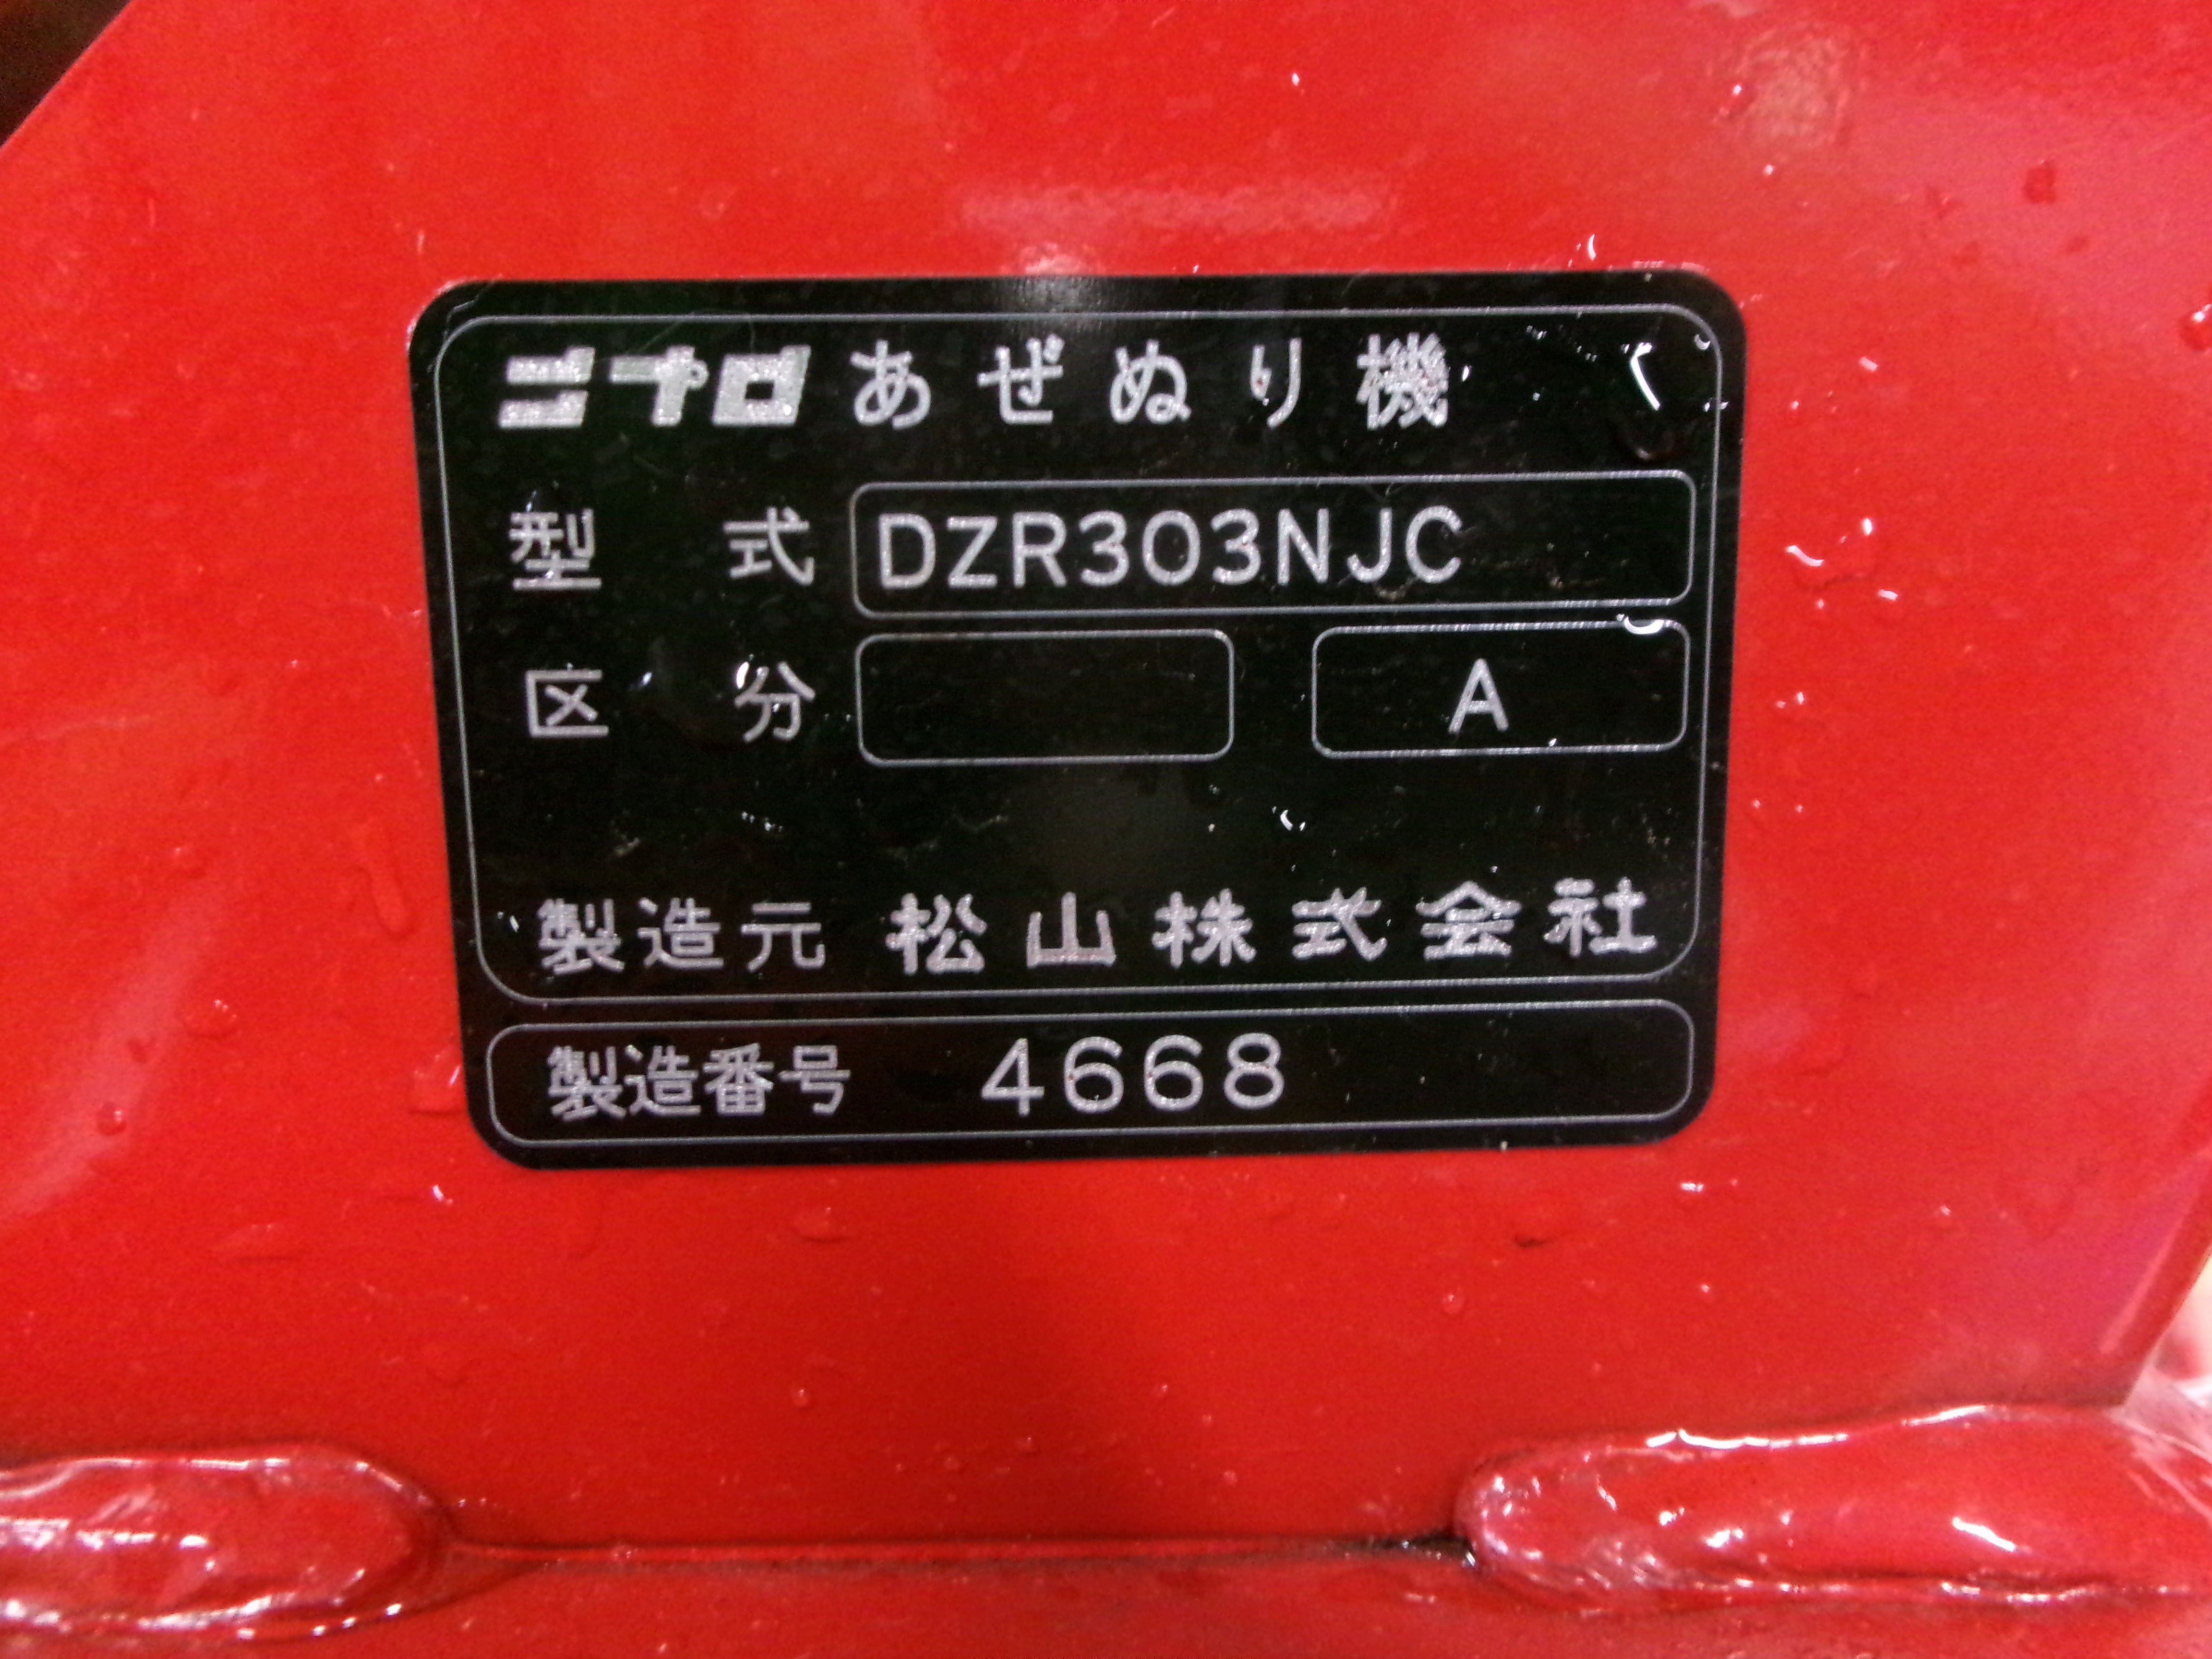 ニプロ あぜぬり機
型式 DZR303NJC
区分 A
製造元 松山株式会社
製造番号 4668